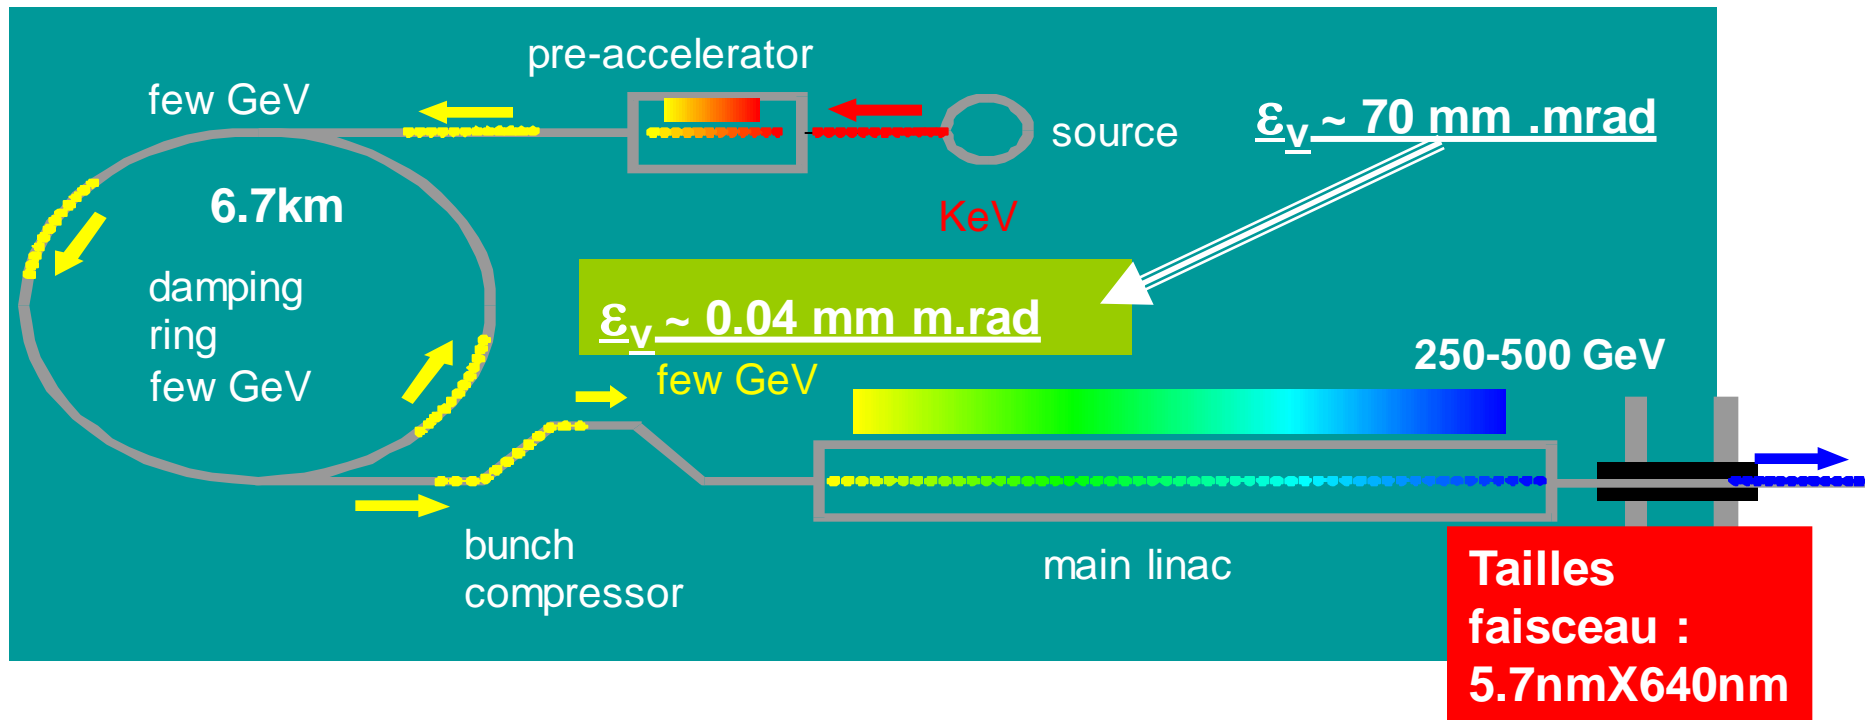 pre-accelerator
few GeV
source
εv ~ 70 mm .mrad
6.7km
KeV
damping
ring
few GeV
εv ~ 0.04 mm m.rad
few GeV
250-500 GeV
bunch
compressor
main linac
Tailles
faisceau :
5.7nmX640nm